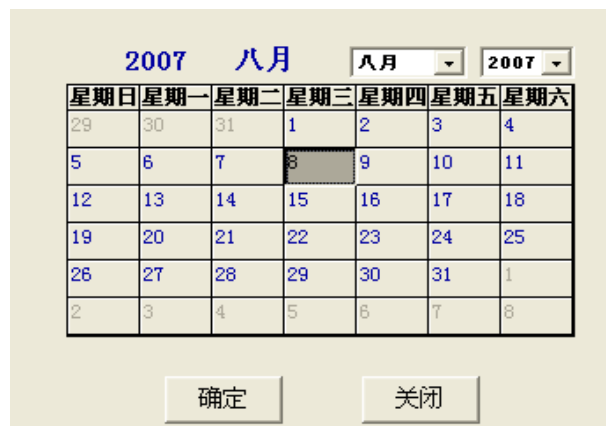 2007 八月 八月 2007
星期日 星期一 星期二 星期三 星期四 星期五 星期六
29 30 31 1 2 3 4
5 6 7 8 9 10 11
12 13 14 15 16 17 18
19 20 21 22 23 24 25
26 27 28 29 30 31 1
2 3 4 5 6 7 8
确定 关闭